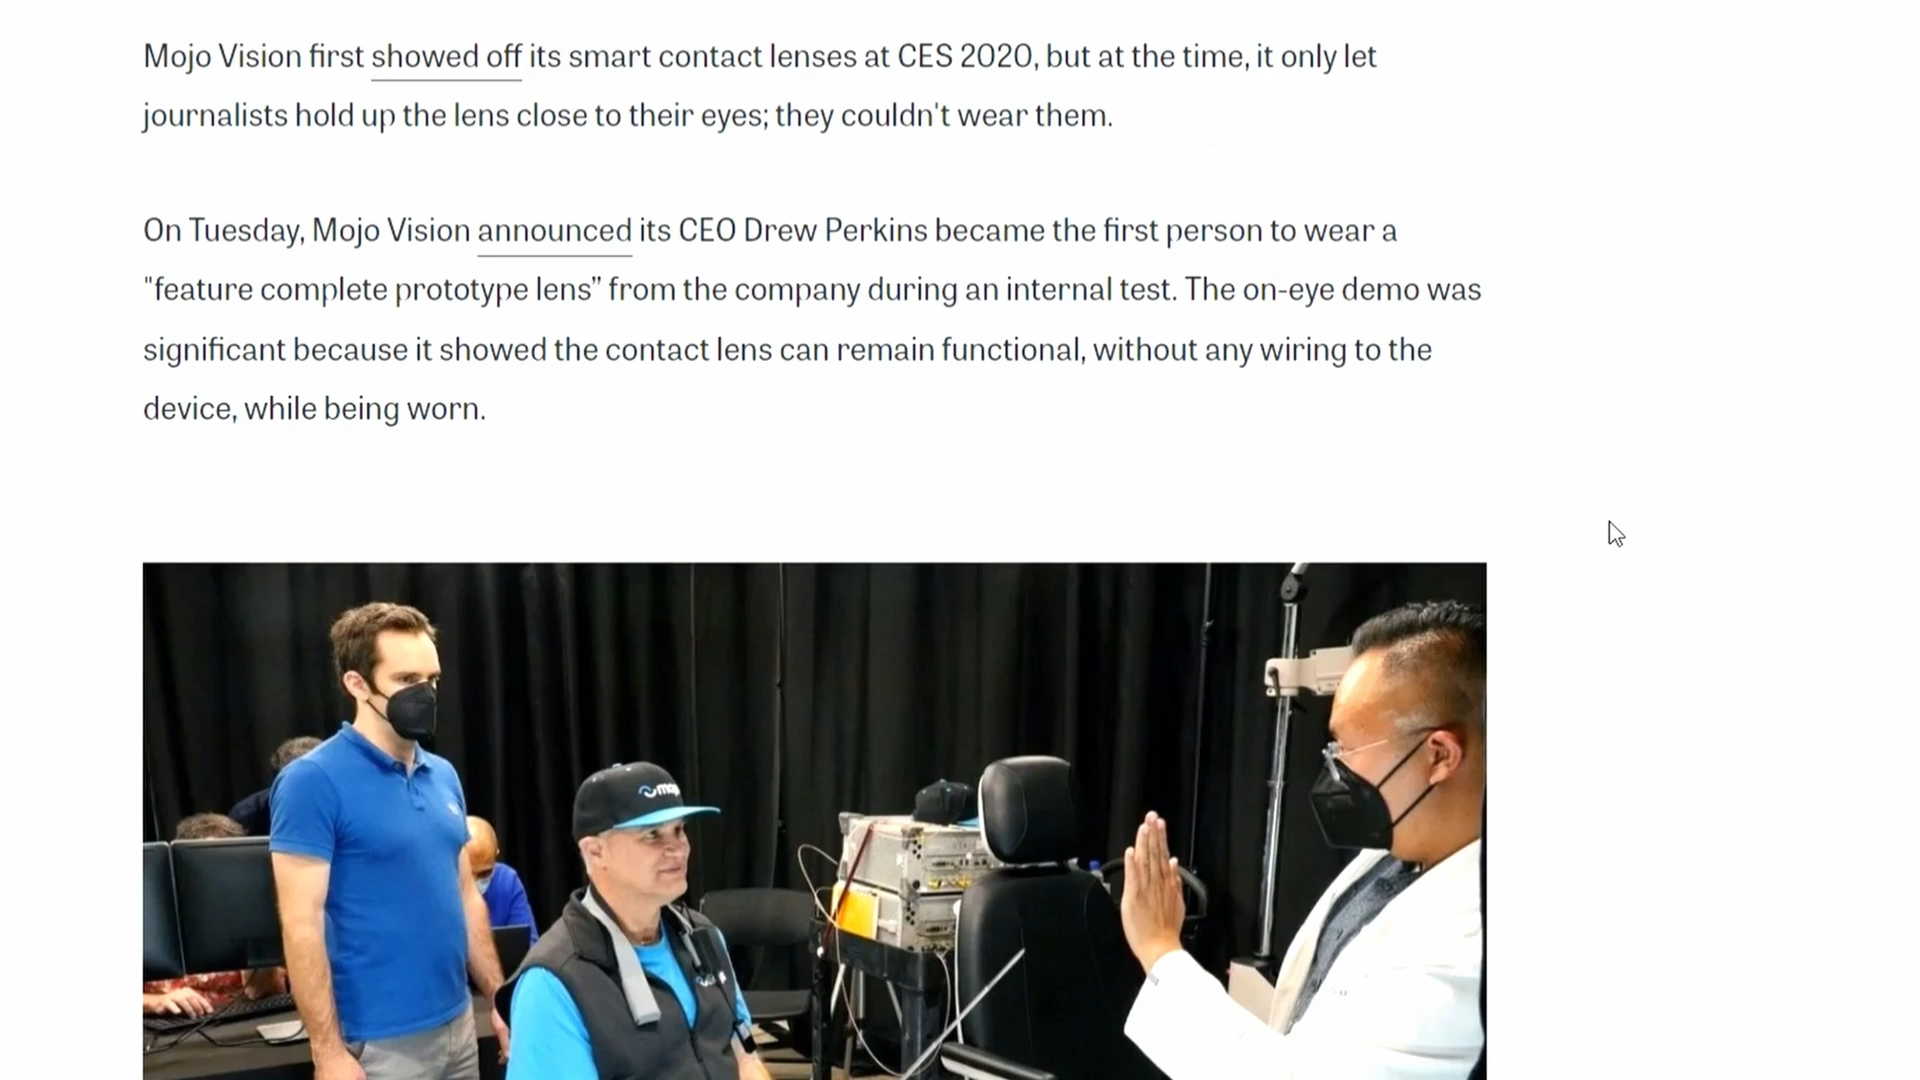 Mojo Vision first showed off its smart contact lenses at CES 2020, but at the time, it only let
journalists hold up the lens close to their eyes; they couldn't wear them.
On Tuesday, Mojo Vision announced its CEO Drew Perkins became the first person to wear a
"feature complete prototype lens” from the company during an internal test. The on-eye demo was
significant because it showed the contact lens can remain functional, without any wiring to the
device, while being worn.